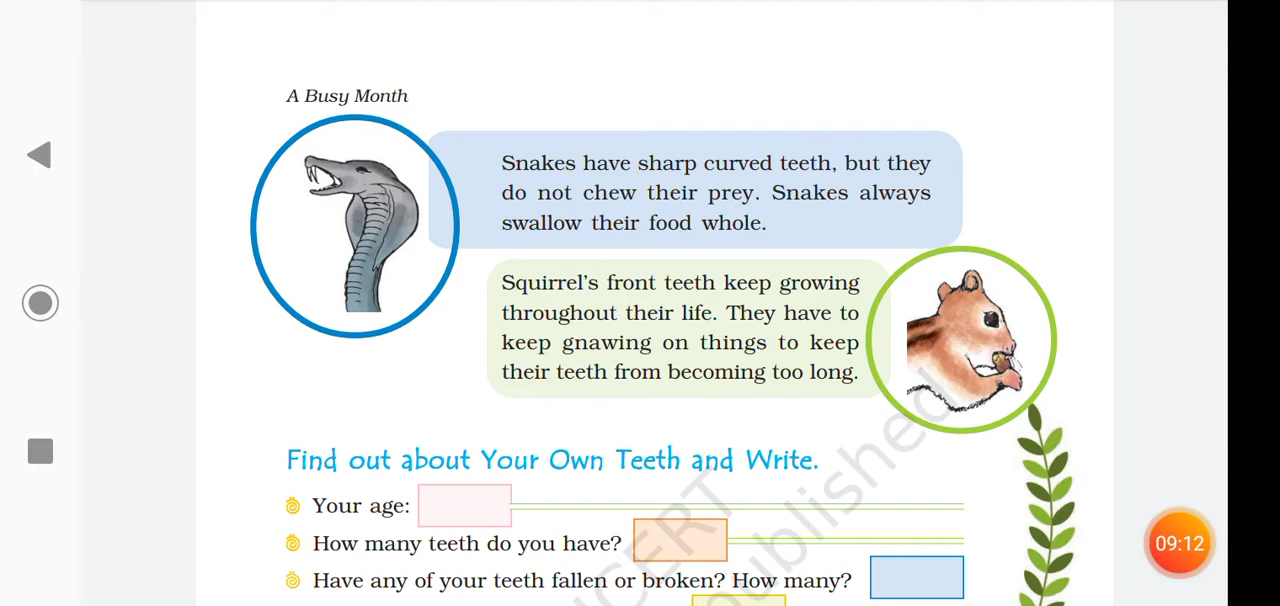 A Busy Month
Snakes have sharp curved teeth, but they
do not chew their prey. Snakes always
swallow their food whole.
Squirrel's front teeth keep growing
throughout their life. They have to
keep gnawing on things to keep
their teeth from becoming too long.
Find out about Your Own Teeth and Write.
Your age:
How many teeth do you have?
Have any of your teeth fallen or broken? How many?
09:12